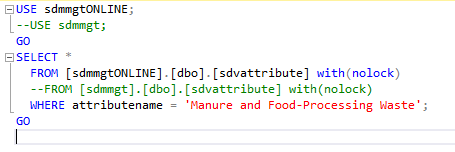 USE sdmmgtONLINE;
--USE sdmmgt;
GO
SELECT *
FROM [sdmmgtONLINE].[dbo].[sdvattribute] with(nolock)
--FROM [sdmmgt].[dbo].[sdvattribute] with(nolock)
WHERE attributename = 'Manure and Food-Processing Waste';
GO